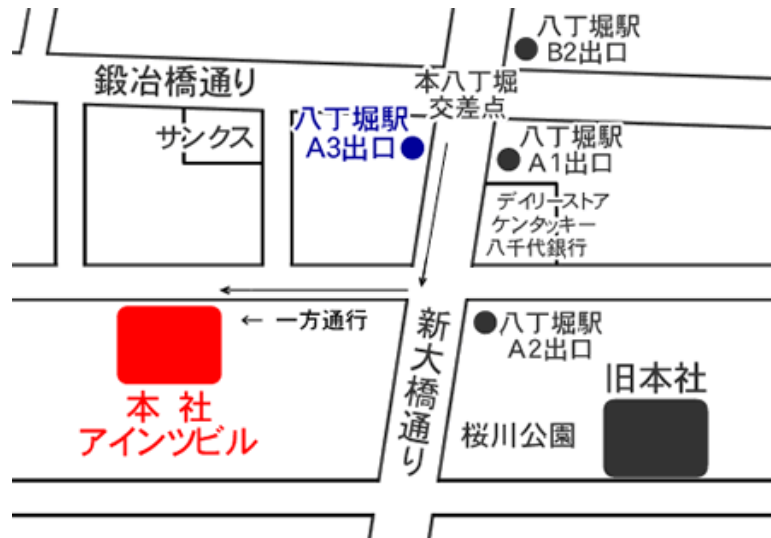 八丁堀駅
B2出口
鍛冶橋通り
本八丁堀
交差点
サンクス
八丁堀駅
A3出口
八丁堀駅
A1出口
デイリーストア
ケンタッキー
八千代銀行
← 一方通行
新大橋通り
八丁堀駅
A2出口
旧本社
本 社
アインツビル
桜川公園